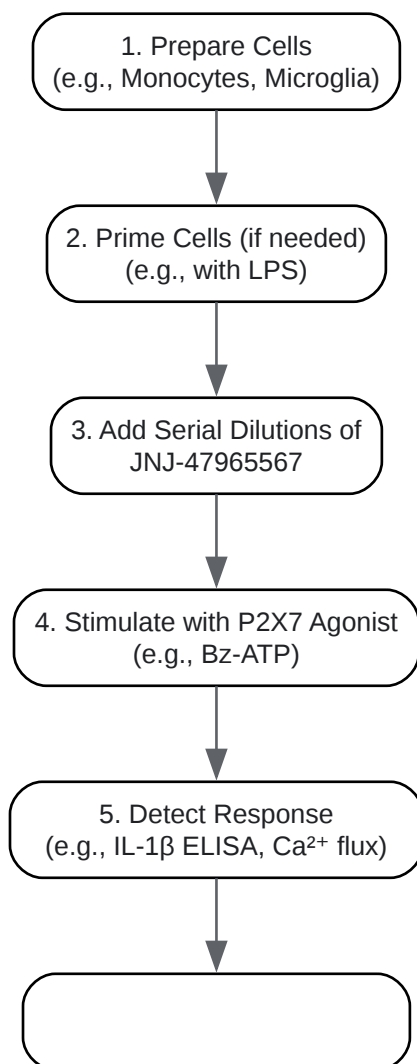 1. Prepare Cells
(e.g., Monocytes, Microglia)
2. Prime Cells (if needed)
(e.g., with LPS)
3. Add Serial Dilutions of
JNJ-47965567
4. Stimulate with P2X7 Agonist
(e.g., Bz-ATP)
5. Detect Response
(e.g., IL-1β ELISA, Ca²⁺ flux)